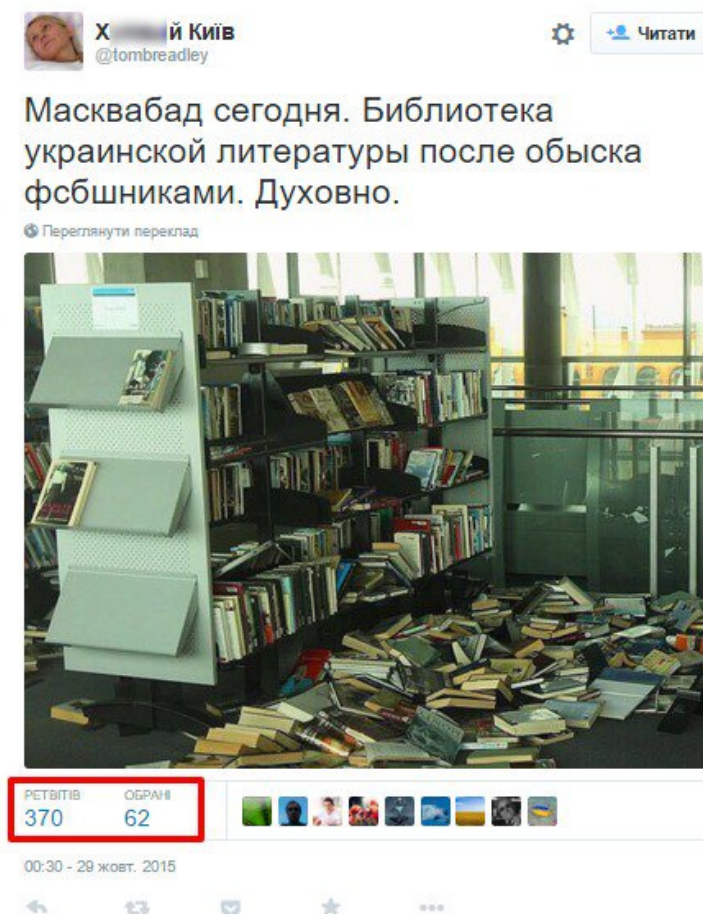 Х й Київ
@tombreadley
Читати
Масквабад сегодня. Библиотека
украинской литературы после обыска
фсбшниками. Духовно.
Переглянути переклад
РЕТВІТІВ ОБРАНІ
370 62
00:30 - 29 жовт. 2015